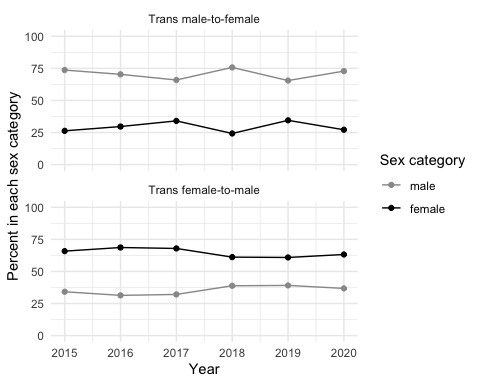 Trans male-to-female
100
75
50
25
0
Trans female-to-male
100
75
50
25
0
2015 2016 2017 2018 2019 2020
Year
Percent in each sex category
Sex category
male
female